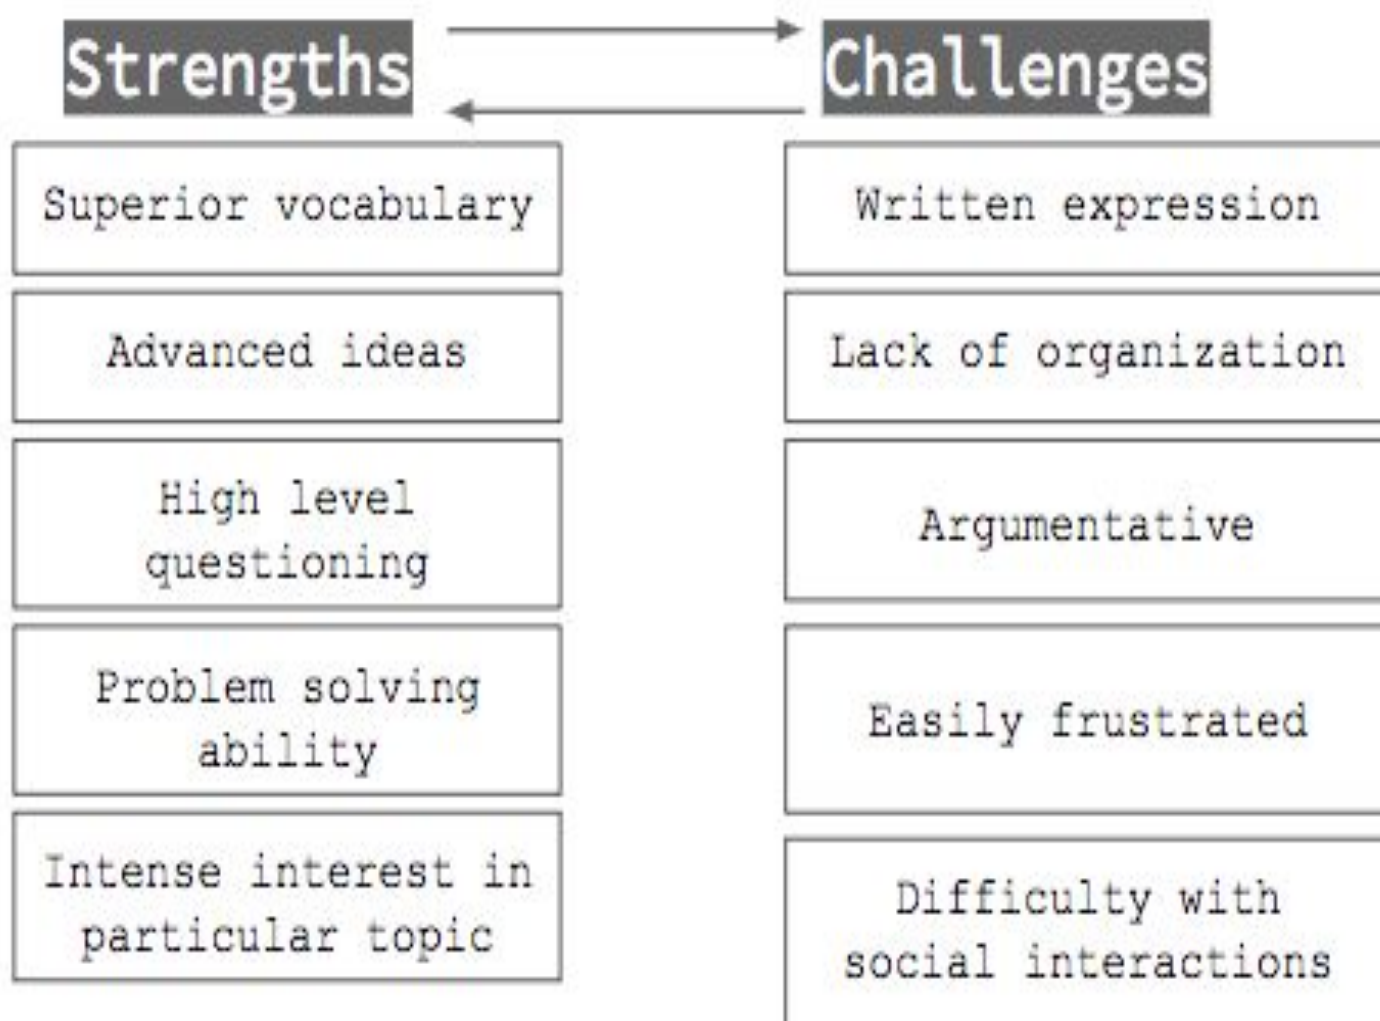 Strengths
Challenges
Superior vocabulary
Written expression
Advanced ideas
Lack of organization
High level
questioning
Argumentative
Problem solving
ability
Easily frustrated
Intense interest in
particular topic
Difficulty with
social interactions